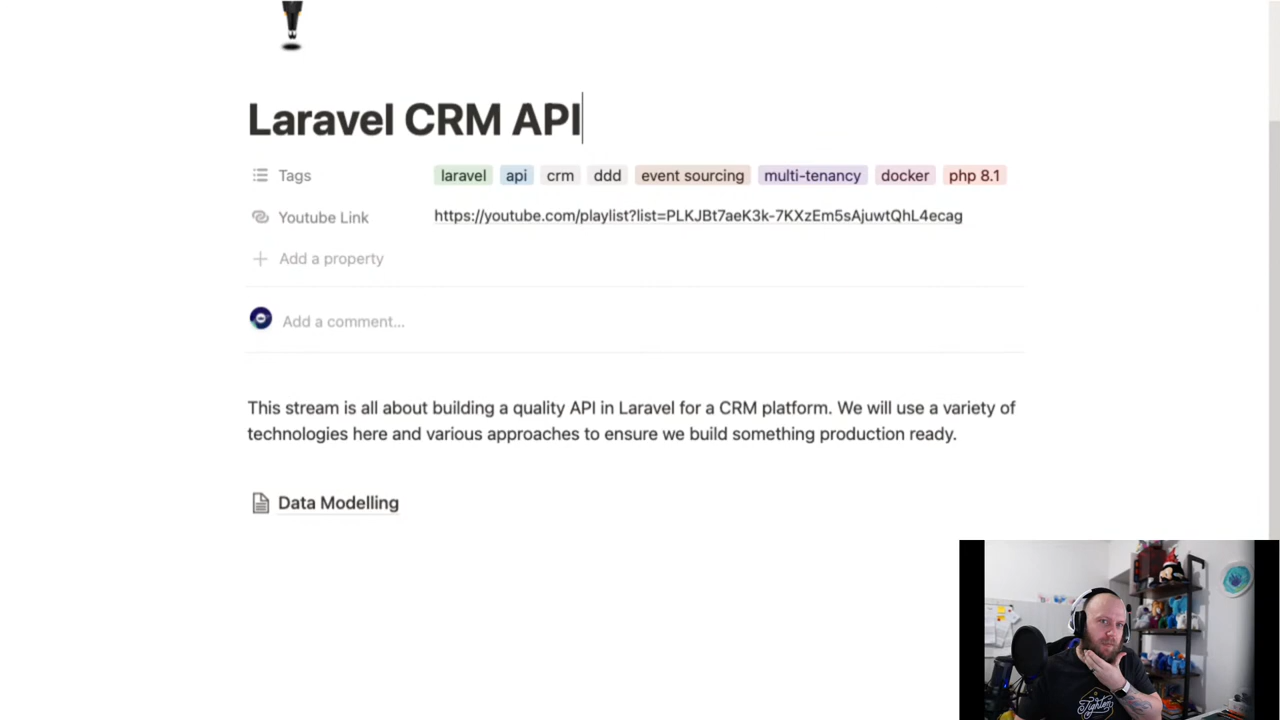 Laravel CRM API
Tags laravel api crm ddd event sourcing multi-tenancy docker php 8.1
Youtube Link https://youtube.com/playlist?list=PLKJBt7aeK3k-7KXzEm5sAjuwtQhL4ecag
Add a property
Add a comment...
This stream is all about building a quality API in Laravel for a CRM platform. We will use a variety of
technologies here and various approaches to ensure we build something production ready.
Data Modelling
Tighten